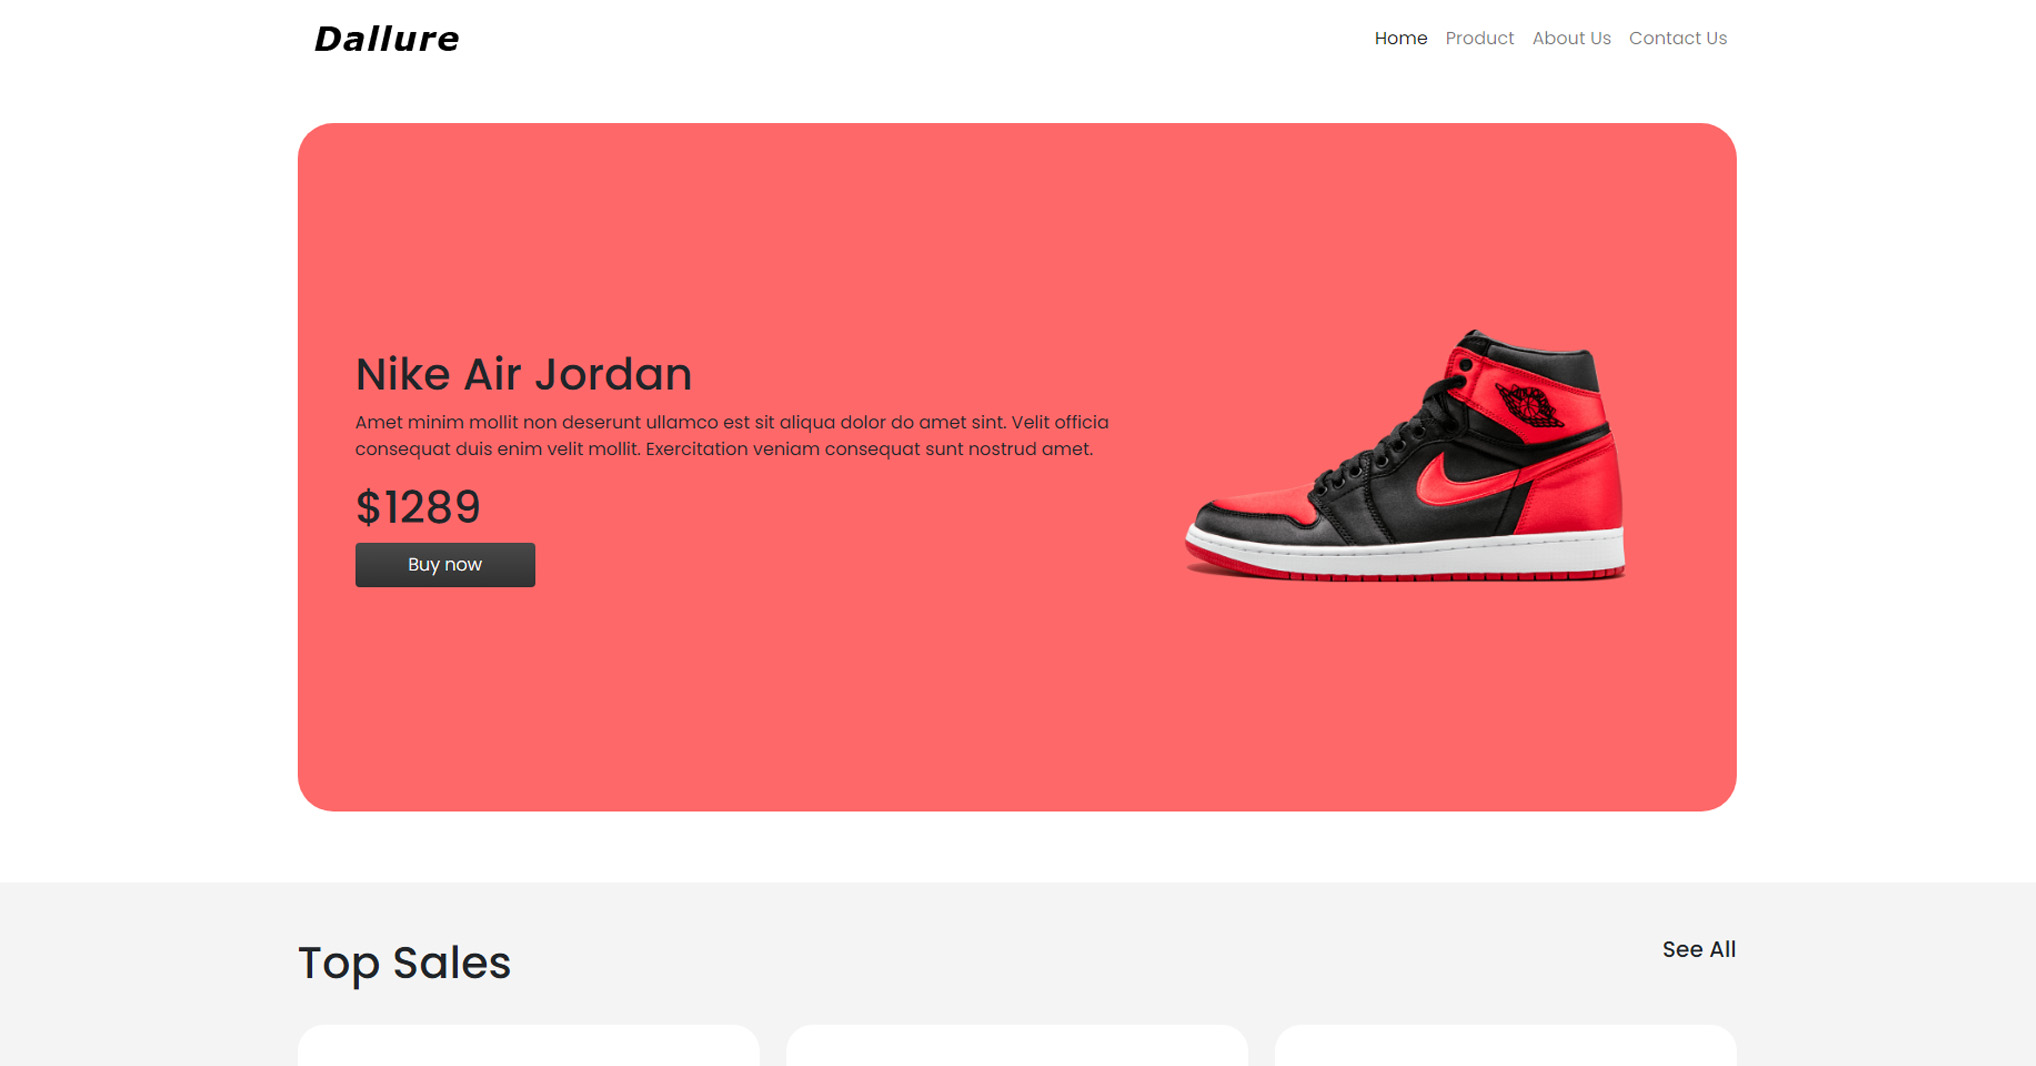 Dallure
Home Product About Us Contact Us
Nike Air Jordan
Amet minim mollit non deserunt ullamco est sit aliqua dolor do amet sint. Velit officia
consequat duis enim velit mollit. Exercitation veniam consequat sunt nostrud amet.
$1289
Buy now
Top Sales
See All